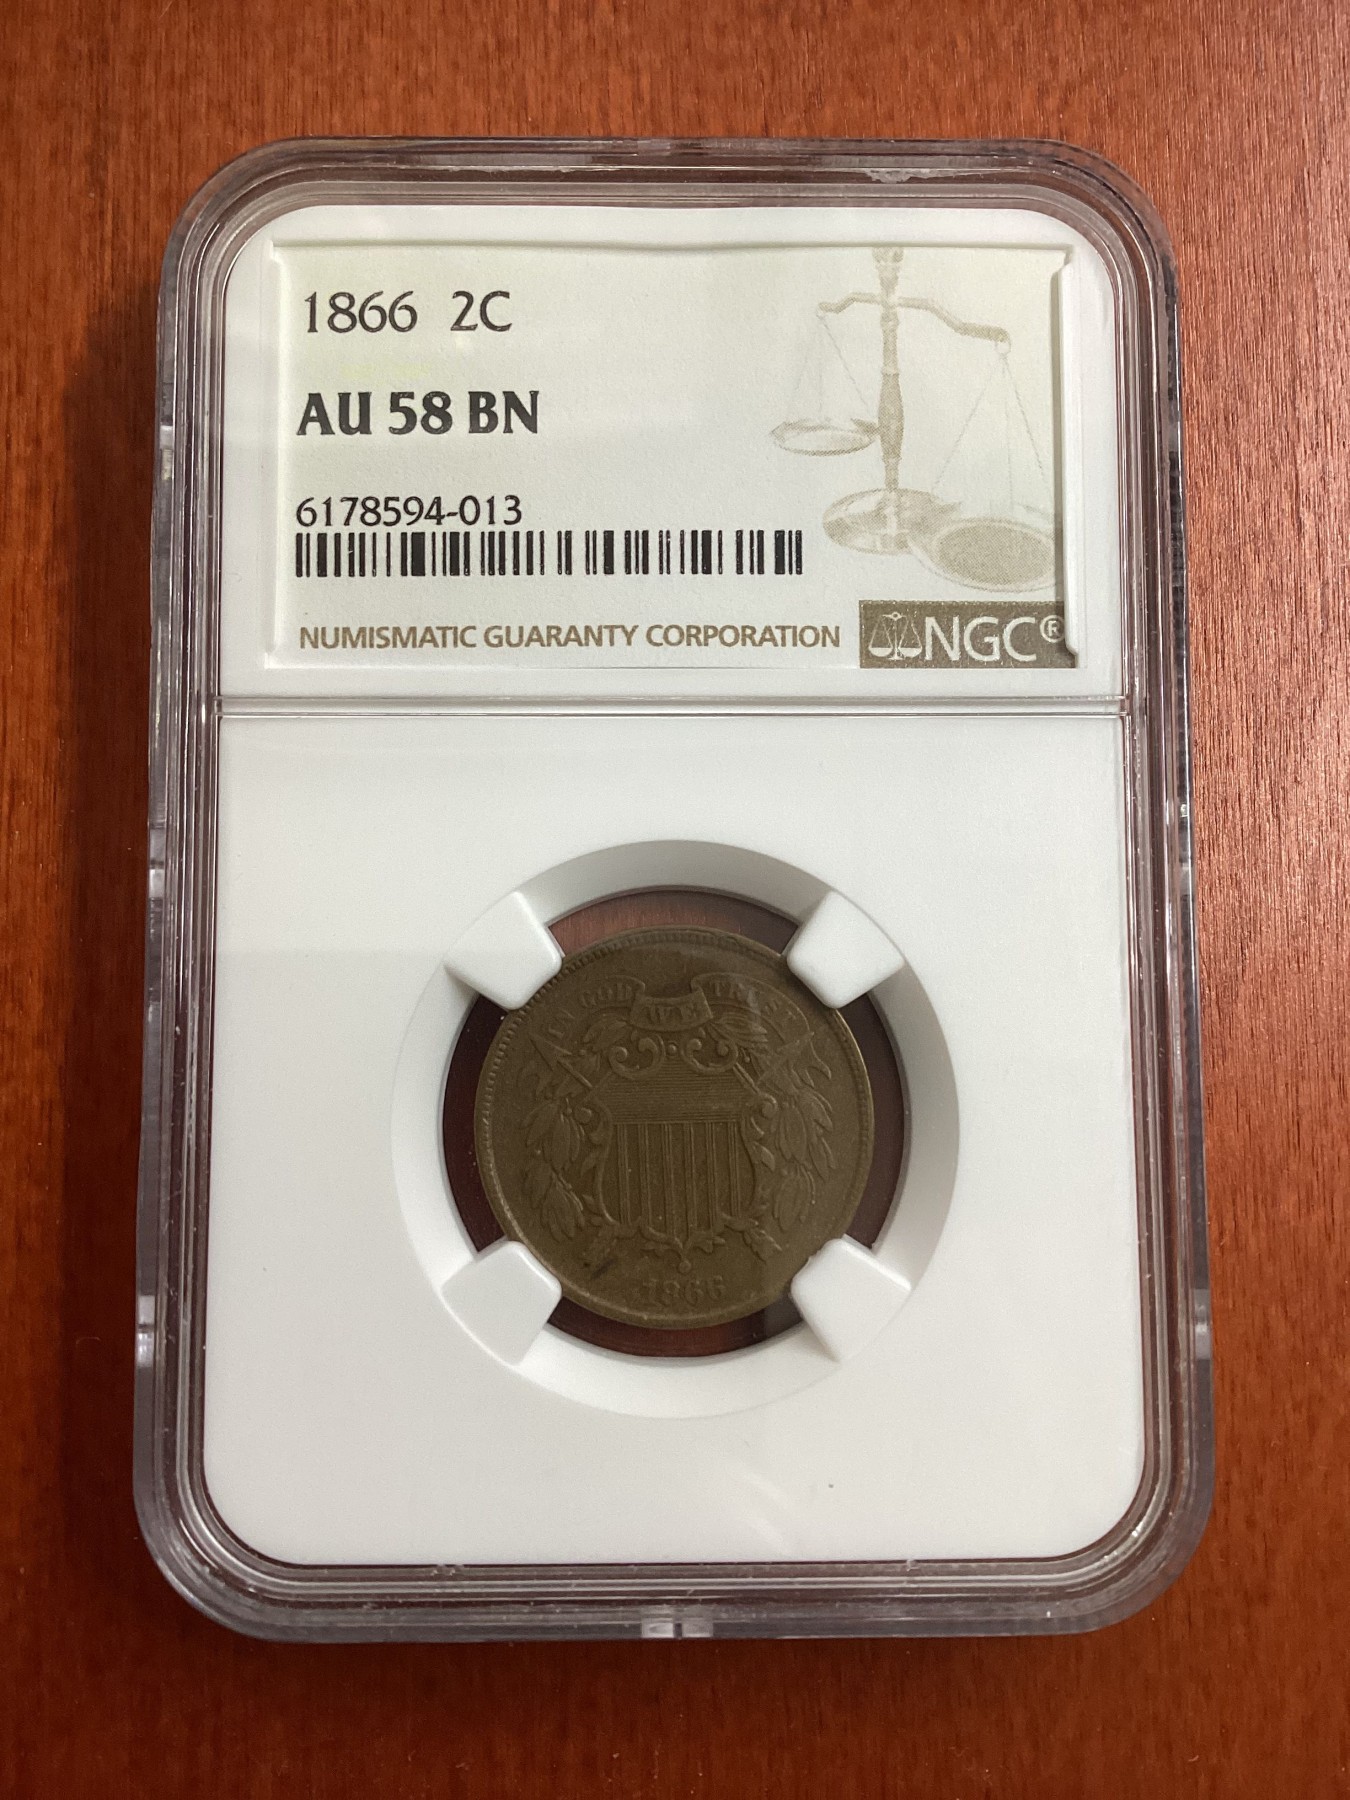 1866 2C
AU 58 BN
6178594-013
NUMISMATIC GUARANTY CORPORATION NGC®
IN GOD WE TRUST
1866